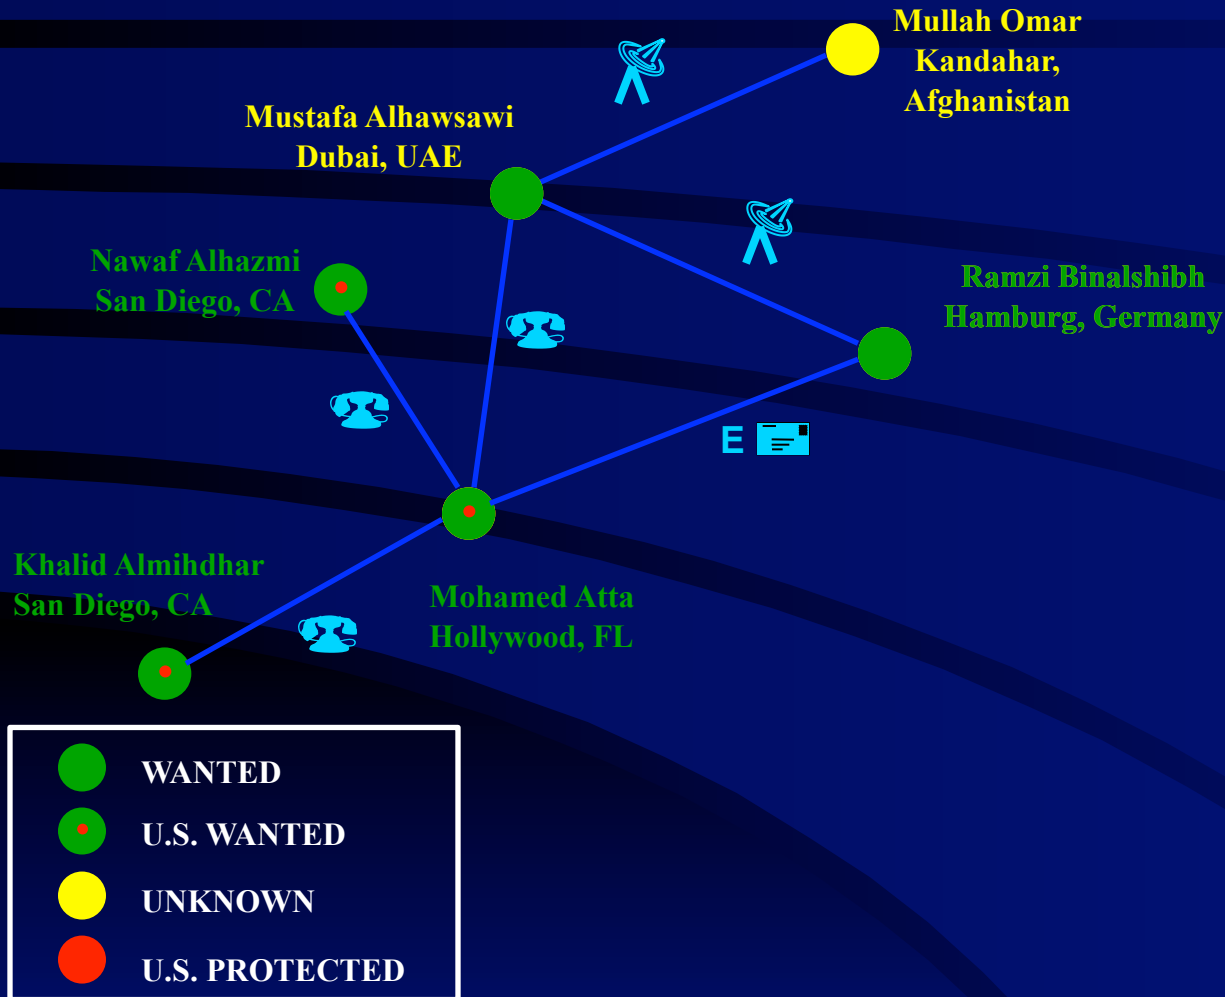 Mullah Omar
Kandahar,
Afghanistan
Mustafa Alhawsawi
Dubai, UAE
Nawaf Alhazmi
San Diego, CA
Ramzi Binalshibh
Hamburg, Germany
E
Khalid Almihdhar
San Diego, CA
Mohamed Atta
Hollywood, FL
WANTED
U.S. WANTED
UNKNOWN
U.S. PROTECTED